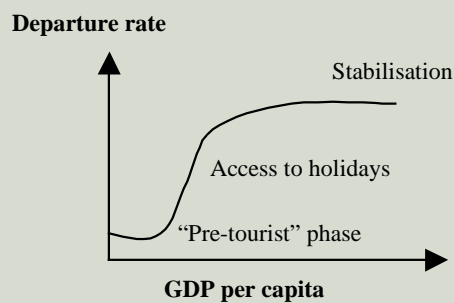 Departure rate
Stabilisation
Access to holidays
“Pre-tourist” phase
GDP per capita